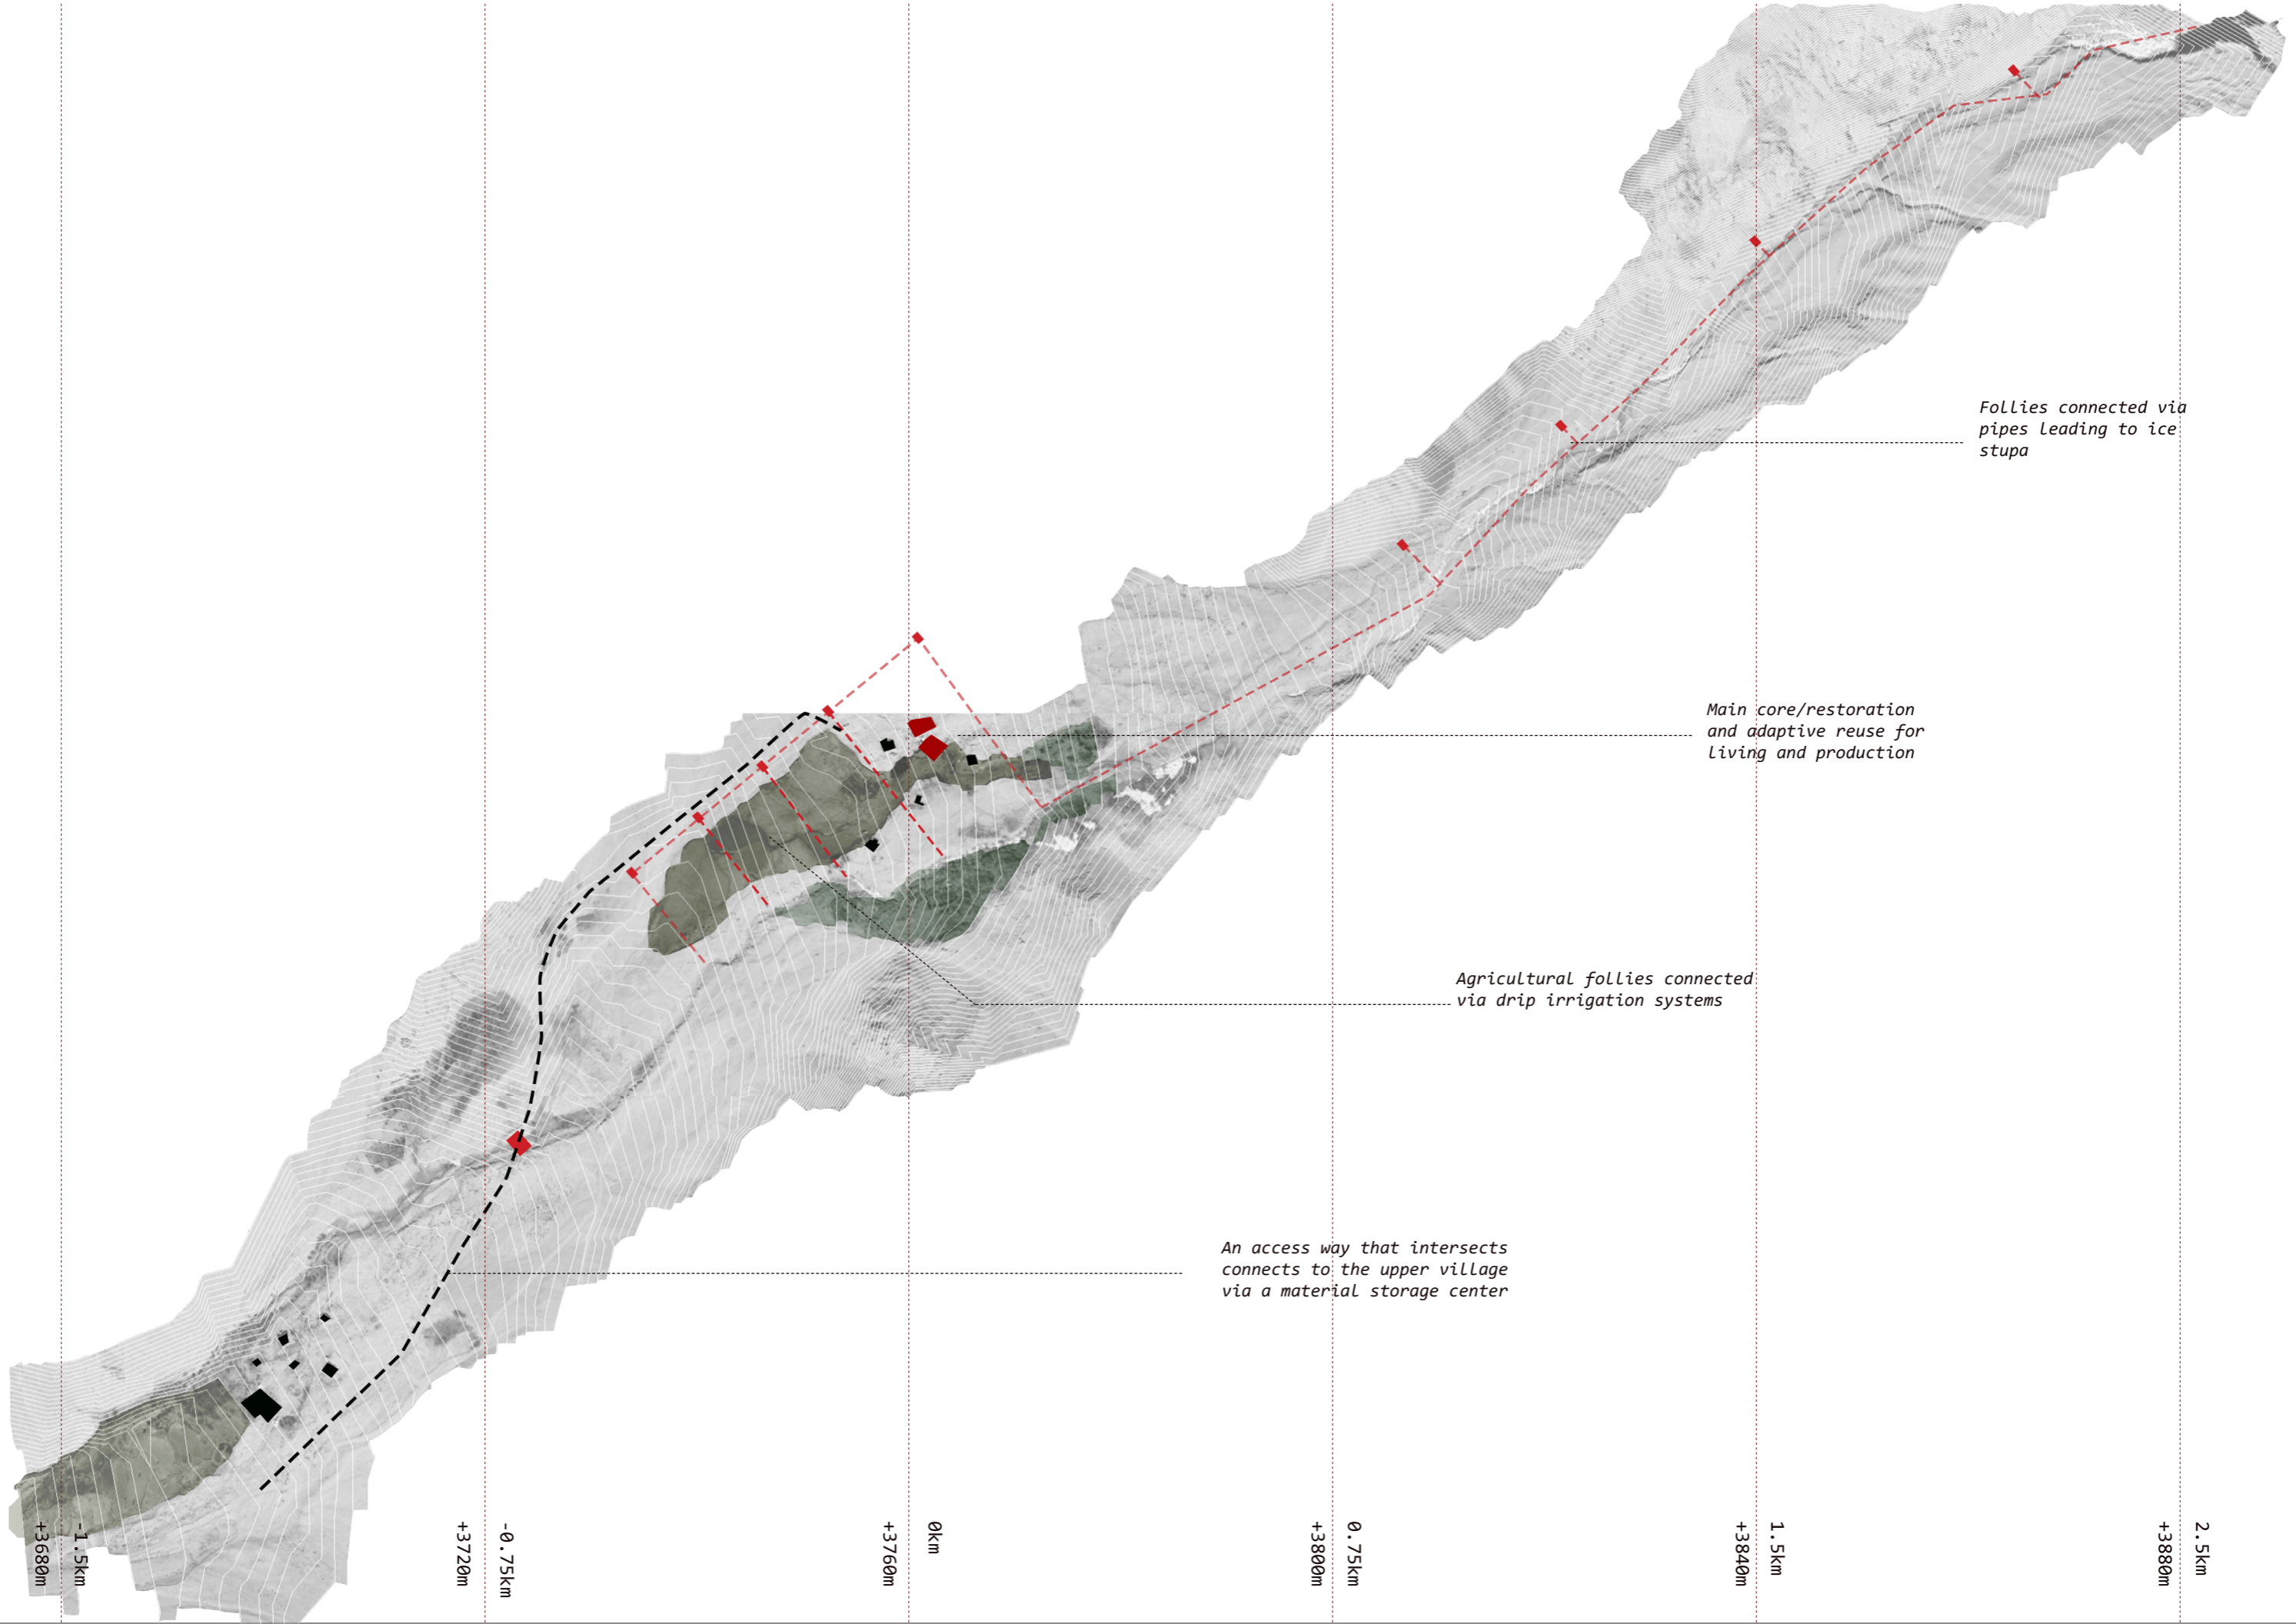 Follies connected via
pipes leading to ice
stupa
Main core/restoration
and adaptive reuse for
living and production
Agricultural follies connected
via drip irrigation systems
An access way that intersects
connects to the upper village
via a material storage center
-1.5km
+3680m
-0.75km
+3720m
0km
+3760m
0.75km
+3800m
1.5km
+3840m
2.5km
+3880m